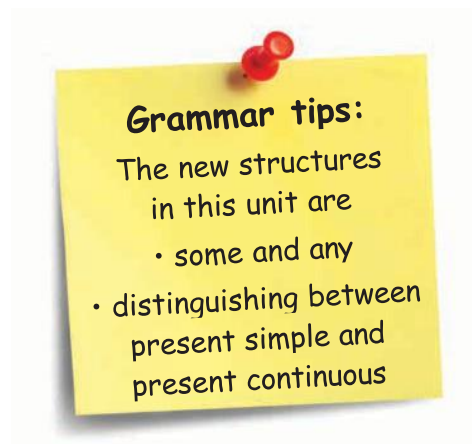 Grammar tips:
The new structures
in this unit are
• some and any
• distinguishing between
present simple and
present continuous